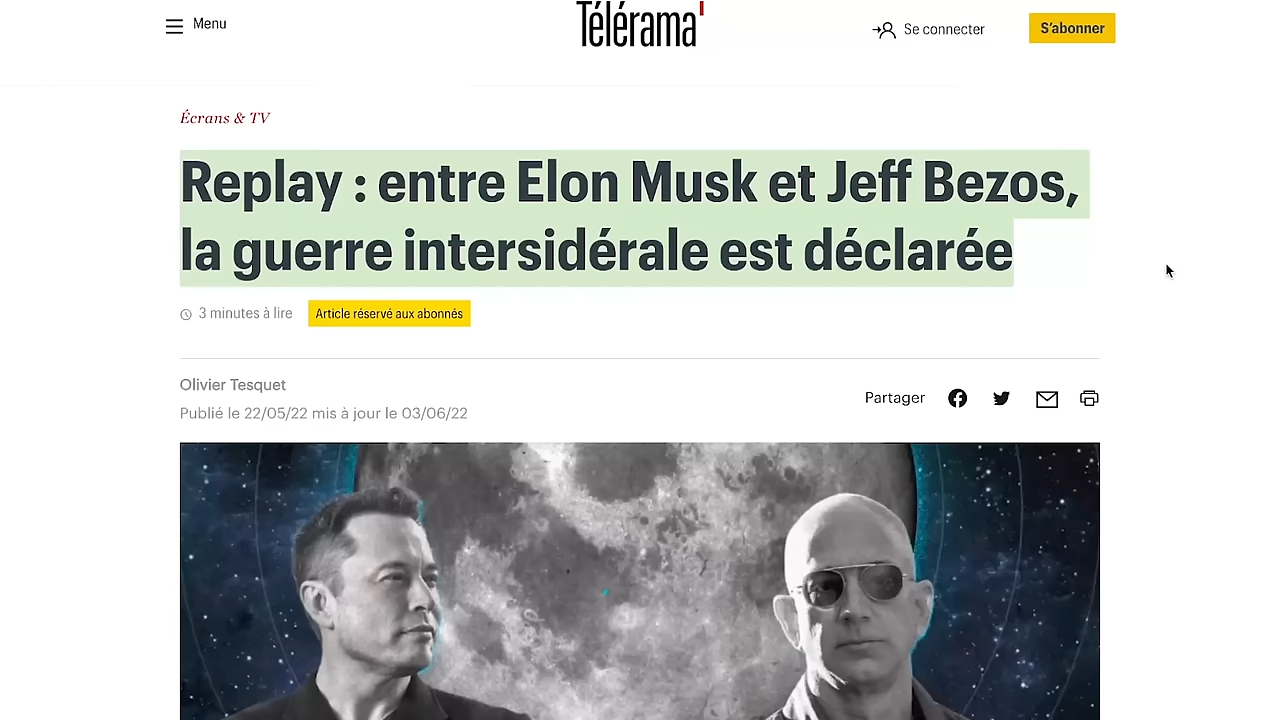 Menu
Télérama'
Se connecter
S'abonner
Écrans & TV
Replay : entre Elon Musk et Jeff Bezos,
la guerre intersidérale est déclarée
3 minutes à lire
Article réservé aux abonnés
Olivier Tesquet
Publié le 22/05/22 mis à jour le 03/06/22
Partager